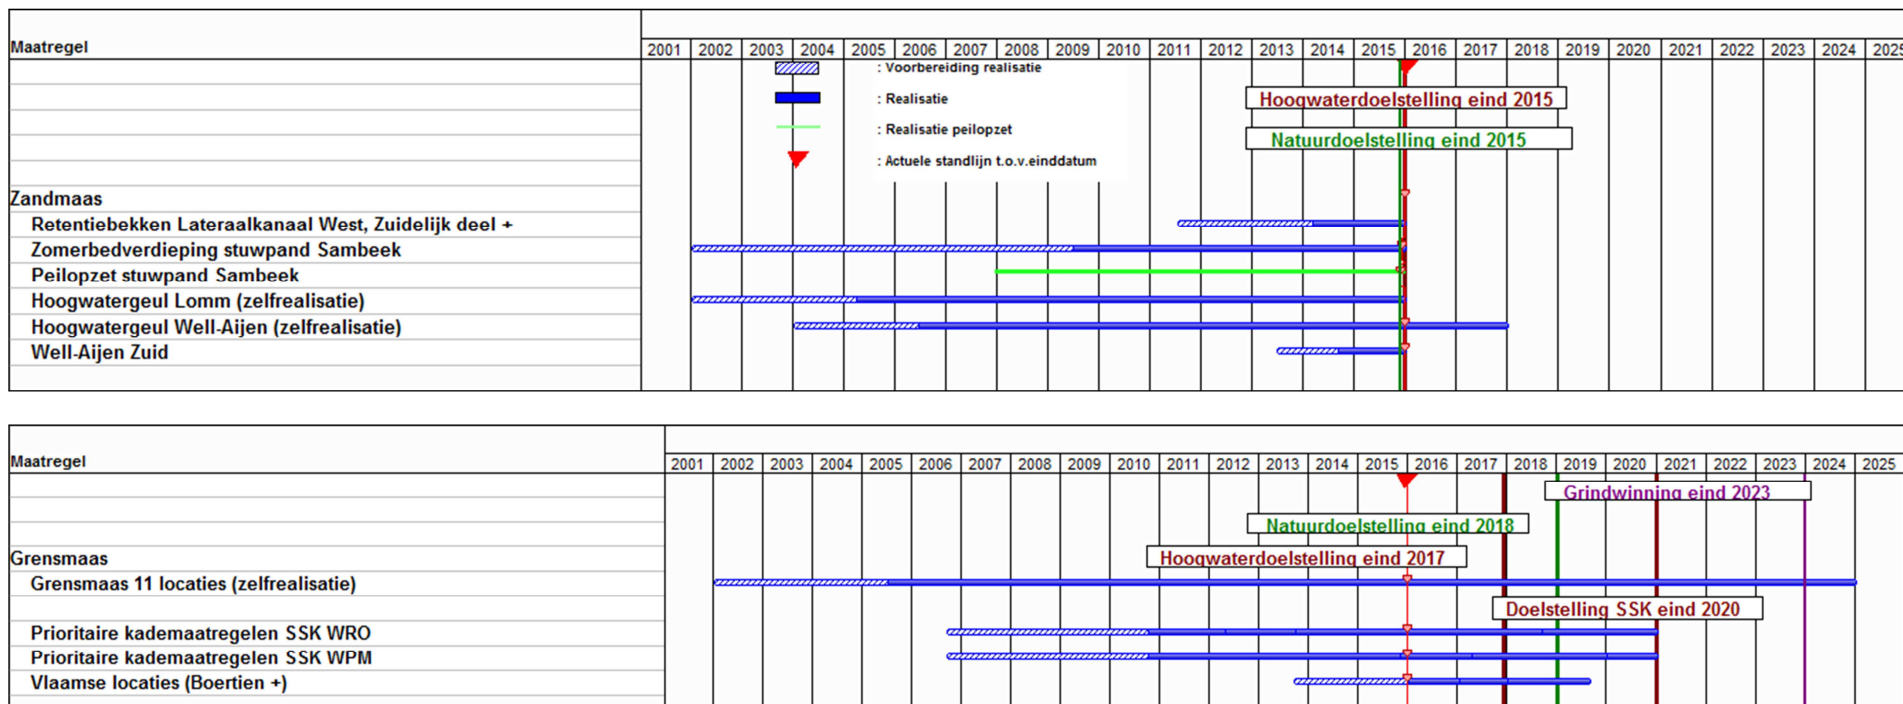 Maatregel
2001 2002 2003 2004 2005 2006 2007 2008 2009 2010 2011 2012 2013 2014 2015 2016 2017 2018 2019 2020 2021 2022 2023 2024 2025
: Voorbereiding realisatie
: Realisatie
Hoogwaterdoelstelling eind 2015
: Realisatie peilopzet
Natuurdoelstelling eind 2015
: Actuele standlijn t.o.v.einddatum
Zandmaas
Retentiebekken Lateraalkanaal West, Zuidelijk deel +
Zomerbedverdieping stuwpand Sambeek
Peilopzet stuwpand Sambeek
Hoogwatergeul Lomm (zelfrealisatie)
Hoogwatergeul Well-Aijen (zelfrealisatie)
Well-Aijen Zuid
Maatregel
2001 2002 2003 2004 2005 2006 2007 2008 2009 2010 2011 2012 2013 2014 2015 2016 2017 2018 2019 2020 2021 2022 2023 2024 2025
Grindwinning eind 2023
Natuurdoelstelling eind 2018
Grensmaas
Hoogwaterdoelstelling eind 2017
Grensmaas 11 locaties (zelfrealisatie)
Doelstelling SSK eind 2020
Prioritaire kademaatregelen SSK WRO
Prioritaire kademaatregelen SSK WPM
Vlaamse locaties (Boertien +)